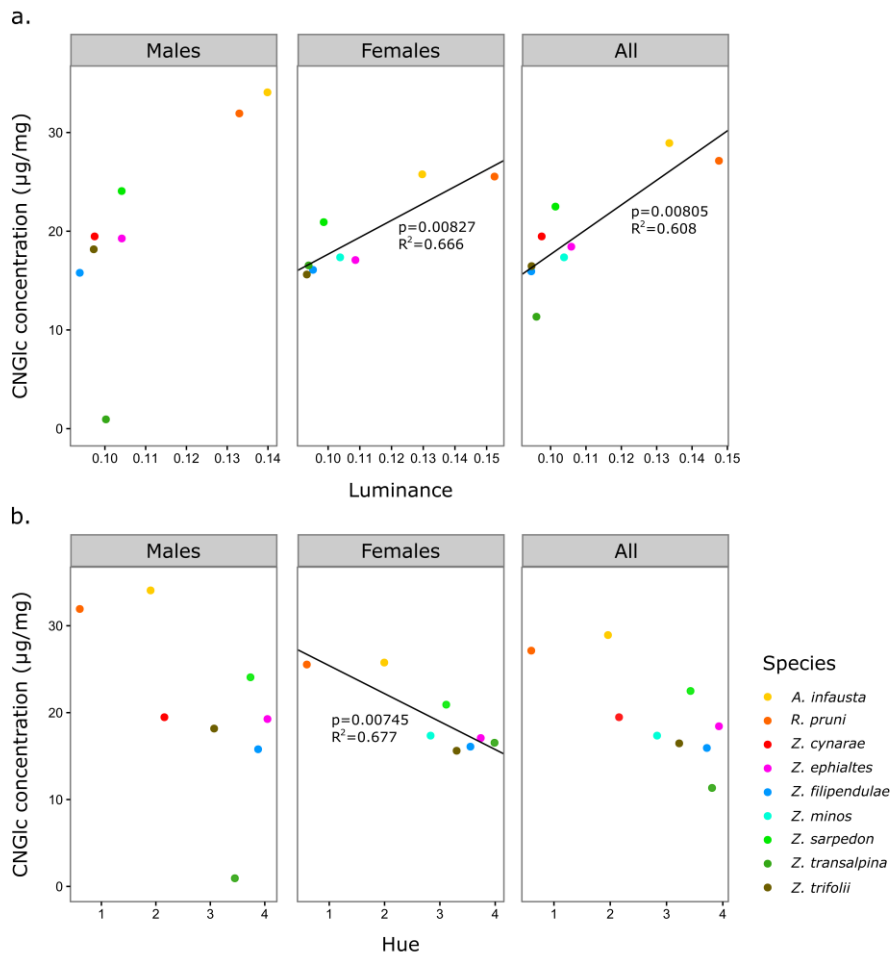 a.
Males Females All
CNGlc concentration (µg/mg)
30
20
10
0
p=0.00827
R²=0.666
p=0.00805
R²=0.608
0.10 0.11 0.12 0.13 0.14 0.10 0.11 0.12 0.13 0.14 0.15 0.10 0.11 0.12 0.13 0.14 0.15
Luminance
b.
Males Females All
CNGlc concentration (µg/mg)
30
20
10
0
p=0.00745
R²=0.677
1 2 3 4 1 2 3 4 1 2 3 4
Hue
Species
A. infausta
R. pruni
Z. cynarae
Z. ephialtes
Z. filipendulae
Z. minos
Z. sarpedon
Z. transalpina
Z. trifolii